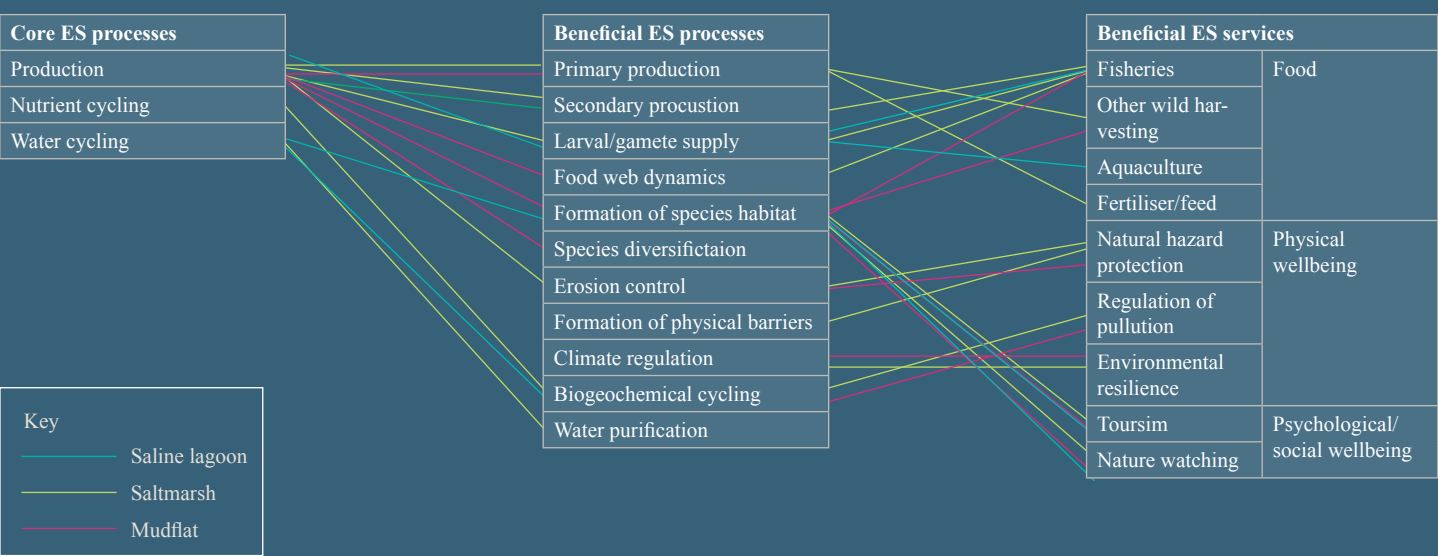 Core ES processes
Production
Nutrient cycling
Water cycling
Beneficial ES processes
Primary production
Secondary procustion
Larval/gamete supply
Food web dynamics
Formation of species habitat
Species diversifictaion
Erosion control
Formation of physical barriers
Climate regulation
Biogeochemical cycling
Water purification
Beneficial ES services
Fisheries
Food
Other wild har-
vesting
Aquaculture
Fertiliser/feed
Natural hazard
protection
Physical
wellbeing
Regulation of
pullution
Environmental
resilience
Toursim
Psychological/
social wellbeing
Nature watching
Key
Saline lagoon
Saltmarsh
Mudflat